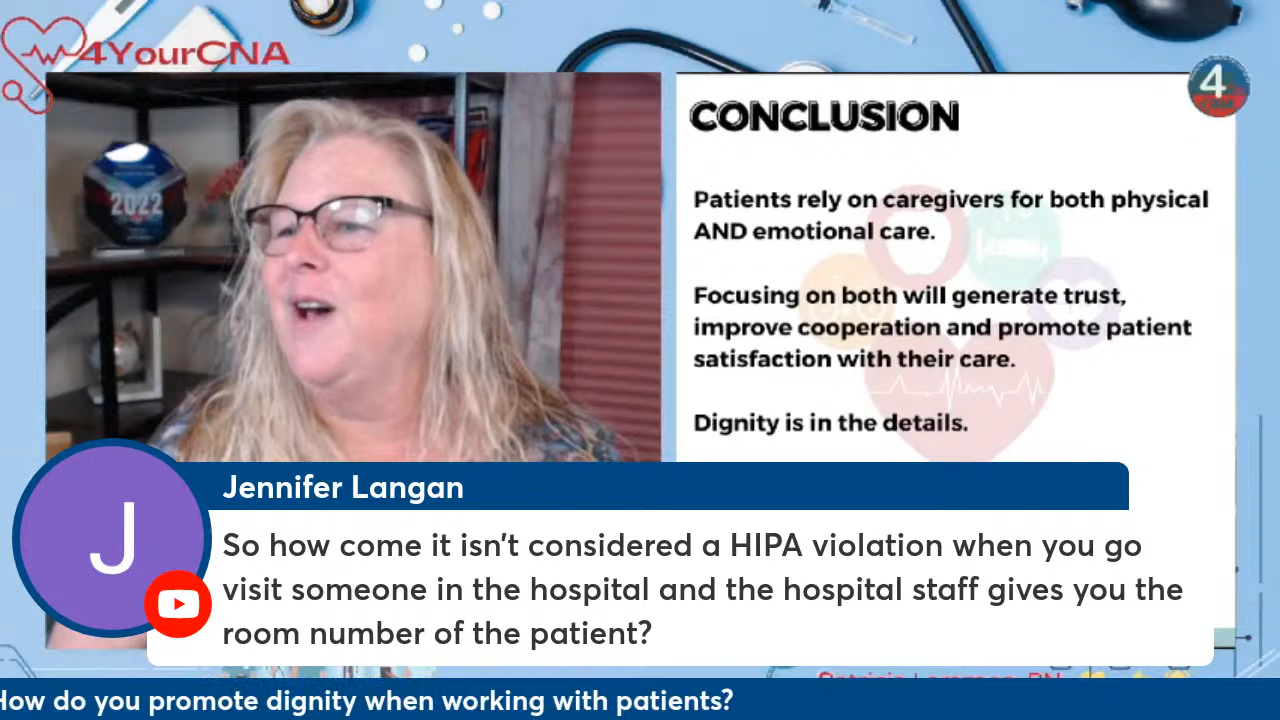 4YourCNA
2022
4
CONCLUSION
Patients rely on caregivers for both physical
AND emotional care.
Focusing on both will generate trust,
improve cooperation and promote patient
satisfaction with their care.
Dignity is in the details.
J
Jennifer Langan
So how come it isn't considered a HIPA violation when you go
visit someone in the hospital and the hospital staff gives you the
room number of the patient?
How do you promote dignity when working with patients?